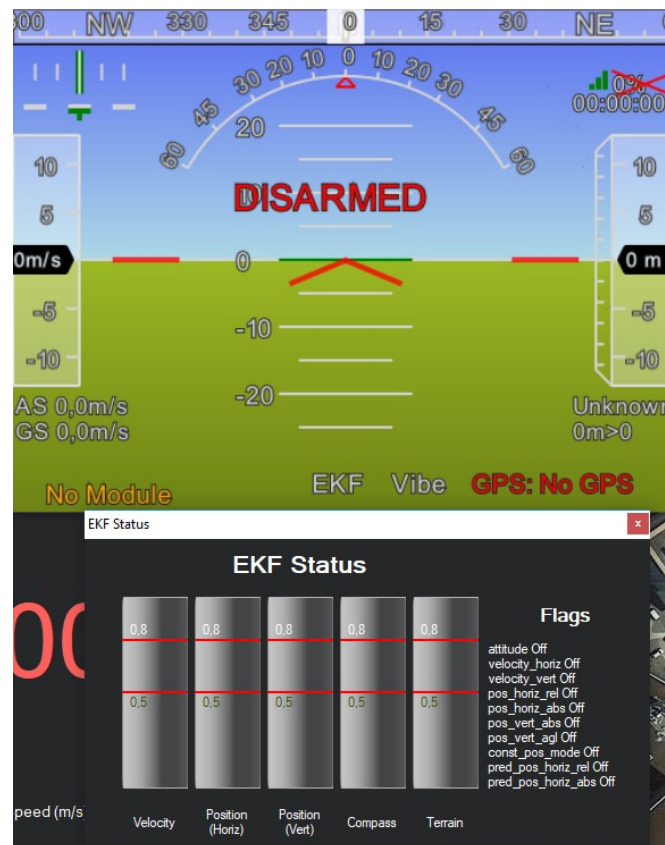 NW 330 345 0 15 30 NE
60 45 30 20 10 0 10 20 30 45 60
0%
00:00:00
20
10 10
DISARMED
5 5
0m/s 0 0 m
-5 -5
-10
-10 -10
-20
AS 0,0m/s Unknown
GS 0,0m/s 0m>0
No Module EKF Vibe GPS: No GPS
EKF Status x
EKF Status
Flags
0,8 0,8 0,8 0,8 0,8
0,5 0,5 0,5 0,5 0,5
attitude Off
velocity_horiz Off
velocity_vert Off
pos_horiz_rel Off
pos_horiz_abs Off
pos_vert_abs Off
pos_vert_agl Off
const_pos_mode Off
pred_pos_horiz_rel Off
pred_pos_horiz_abs Off
peed (m/s
Velocity Position (Horiz) Position (Vert) Compass Terrain